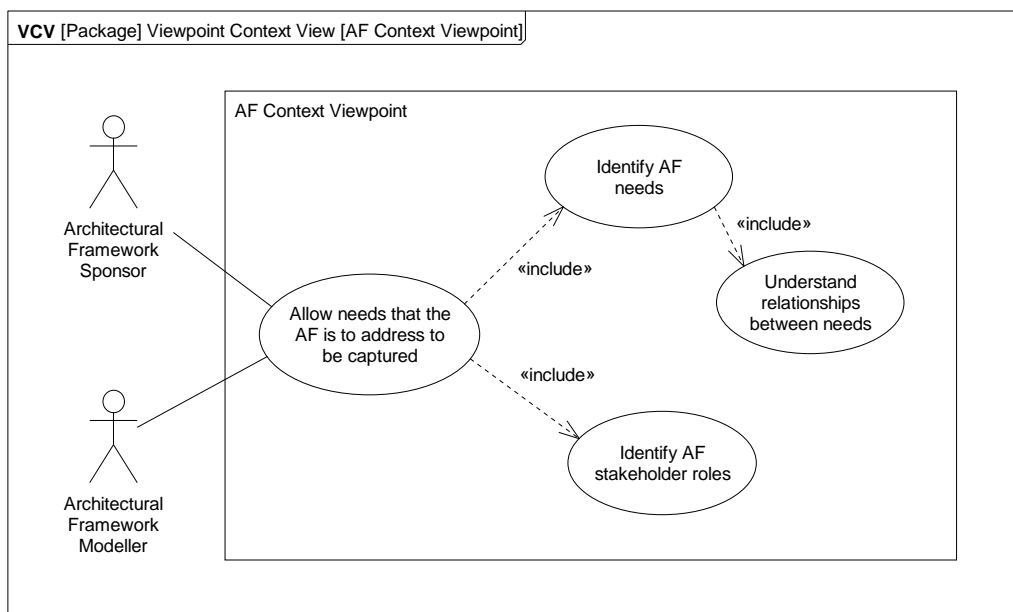 VCV [Package] Viewpoint Context View [AF Context Viewpoint]
AF Context Viewpoint
Architectural
Framework
Sponsor
Identify AF
needs
«include»
«include»
Understand
relationships
between needs
Allow needs that the
AF is to address to
be captured
«include»
Identify AF
stakeholder roles
Architectural
Framework
Modeller